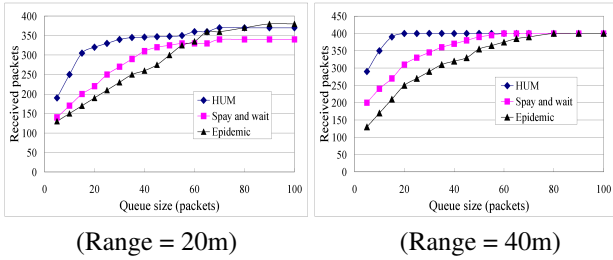 400
350
300
250
200
150
100
50
0
Received packets
HUM
Spay and wait
Epidemic
0 20 40 60 80 100
Queue size (packets)
(Range = 20m)
450
400
350
300
250
200
150
100
50
0
Received packets
HUM
Spay and wait
Epidemic
0 20 40 60 80 100
Queue size (packets)
(Range = 40m)